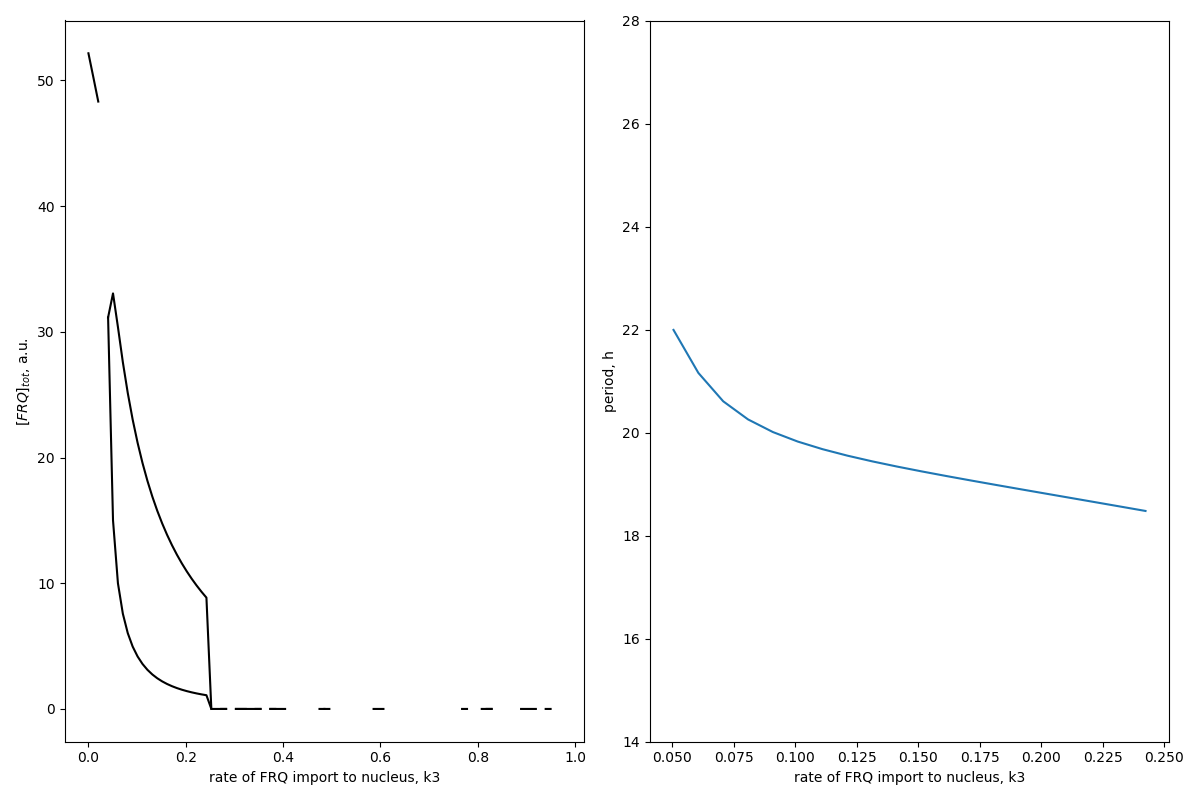 50
40
30
20
10
0
[FRQ]tot, a.u.
0.0 0.2 0.4 0.6 0.8 1.0
rate of FRQ import to nucleus, k3
28
26
24
22
20
18
16
14
period, h
0.050 0.075 0.100 0.125 0.150 0.175 0.200 0.225 0.250
rate of FRQ import to nucleus, k3